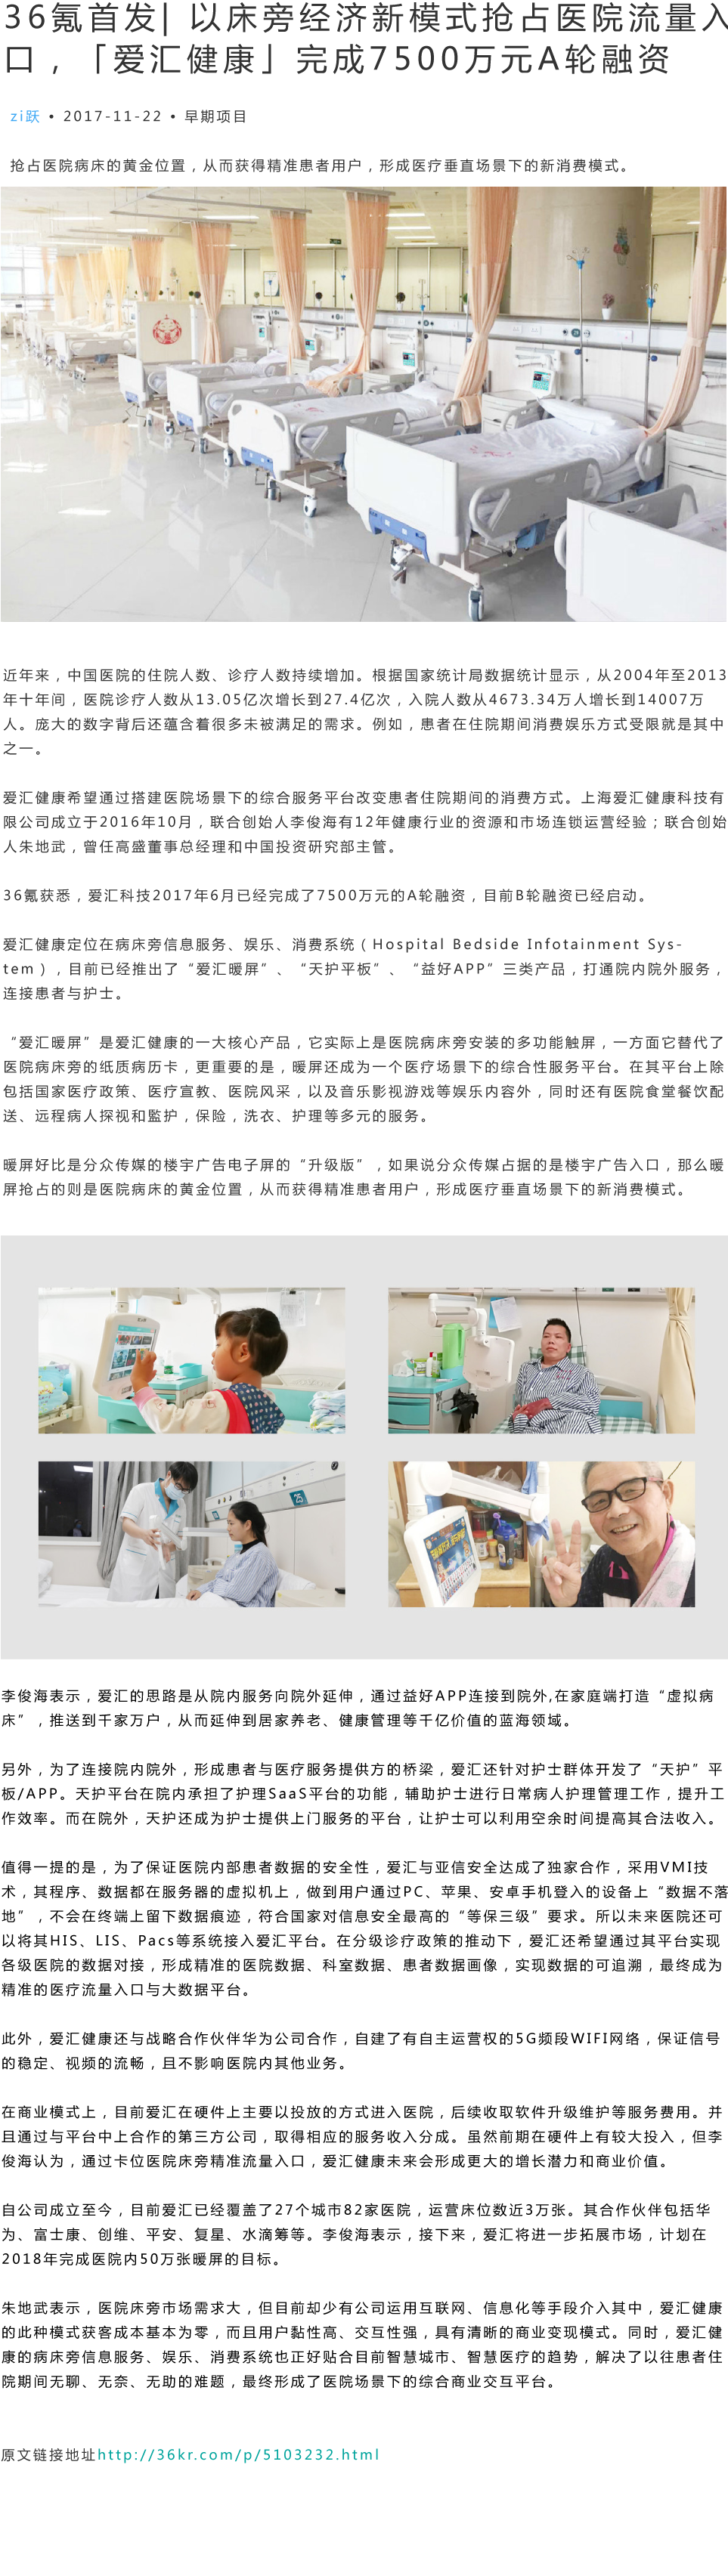 36氪首发| 以床旁经济新模式抢占医院流量入
口，「爱汇健康」完成7500万元A轮融资
zi跃 • 2017-11-22 • 早期项目
抢占医院病床的黄金位置，从而获得精准患者用户，形成医疗垂直场景下的新消费模式。
近年来，中国医院的住院人数、诊疗人数持续增加。根据国家统计局数据统计显示，从2004年至2013
年十年间，医院诊疗人数从13.05亿次增长到27.4亿次，入院人数从4673.34万人增长到14007万
人。庞大的数字背后还蕴含着很多未被满足的需求。例如，患者在住院期间消费娱乐方式受限就是其中
之一。
爱汇健康希望通过搭建医院场景下的综合服务平台改变患者住院期间的消费方式。上海爱汇健康科技有
限公司成立于2016年10月，联合创始人李俊海有12年健康行业的资源和市场连锁运营经验；联合创始
人朱地武，曾任高盛董事总经理和中国投资研究部主管。
36氪获悉，爱汇科技2017年6月已经完成了7500万元的A轮融资，目前B轮融资已经启动。
爱汇健康定位在病床旁信息服务、娱乐、消费系统（Hospital Bedside Infotainment Sys-
tem），目前已经推出了“爱汇暖屏”、“天护平板”、“益好APP”三类产品，打通院内院外服务，
连接患者与护士。
“爱汇暖屏”是爱汇健康的一大核心产品，它实际上是医院病床旁安装的多功能触屏，一方面它替代了
医院病床旁的纸质病历卡，更重要的是，暖屏还成为一个医疗场景下的综合性服务平台。在其平台上除
包括国家医疗政策、医疗宣教、医院风采，以及音乐影视游戏等娱乐内容外，同时还有医院食堂餐饮配
送、远程病人探视和监护，保险，洗衣、护理等多元的服务。
暖屏好比是分众传媒的楼宇广告电子屏的“升级版”，如果说分众传媒占据的是楼宇广告入口，那么暖
屏抢占的则是医院病床的黄金位置，从而获得精准患者用户，形成医疗垂直场景下的新消费模式。
25
李俊海表示，爱汇的思路是从院内服务向院外延伸，通过益好APP连接到院外,在家庭端打造“虚拟病
床”，推送到千家万户，从而延伸到居家养老、健康管理等千亿价值的蓝海领域。
另外，为了连接院内院外，形成患者与医疗服务提供方的桥梁，爱汇还针对护士群体开发了“天护”平
板/APP。天护平台在院内承担了护理SaaS平台的功能，辅助护士进行日常病人护理管理工作，提升工
作效率。而在院外，天护还成为护士提供上门服务的平台，让护士可以利用空余时间提高其合法收入。
值得一提的是，为了保证医院内部患者数据的安全性，爱汇与亚信安全达成了独家合作，采用VMI技
术，其程序、数据都在服务器的虚拟机上，做到用户通过PC、苹果、安卓手机登入的设备上“数据不落
地”，不会在终端上留下数据痕迹，符合国家对信息安全最高的“等保三级”要求。所以未来医院还可
以将其HIS、LIS、Pacs等系统接入爱汇平台。在分级诊疗政策的推动下，爱汇还希望通过其平台实现
各级医院的数据对接，形成精准的医院数据、科室数据、患者数据画像，实现数据的可追溯，最终成为
精准的医疗流量入口与大数据平台。
此外，爱汇健康还与战略合作伙伴华为公司合作，自建了有自主运营权的5G频段WIFI网络，保证信号
的稳定、视频的流畅，且不影响医院内其他业务。
在商业模式上，目前爱汇在硬件上主要以投放的方式进入医院，后续收取软件升级维护等服务费用。并
且通过与平台中上合作的第三方公司，取得相应的服务收入分成。虽然前期在硬件上有较大投入，但李
俊海认为，通过卡位医院床旁精准流量入口，爱汇健康未来会形成更大的增长潜力和商业价值。
自公司成立至今，目前爱汇已经覆盖了27个城市82家医院，运营床位数近3万张。其合作伙伴包括华
为、富士康、创维、平安、复星、水滴筹等。李俊海表示，接下来，爱汇将进一步拓展市场，计划在
2018年完成医院内50万张暖屏的目标。
朱地武表示，医院床旁市场需求大，但目前却少有公司运用互联网、信息化等手段介入其中，爱汇健康
的此种模式获客成本基本为零，而且用户黏性高、交互性强，具有清晰的商业变现模式。同时，爱汇健
康的病床旁信息服务、娱乐、消费系统也正好贴合目前智慧城市、智慧医疗的趋势，解决了以往患者住
院期间无聊、无奈、无助的难题，最终形成了医院场景下的综合商业交互平台。
原文链接地址http://36kr.com/p/5103232.html